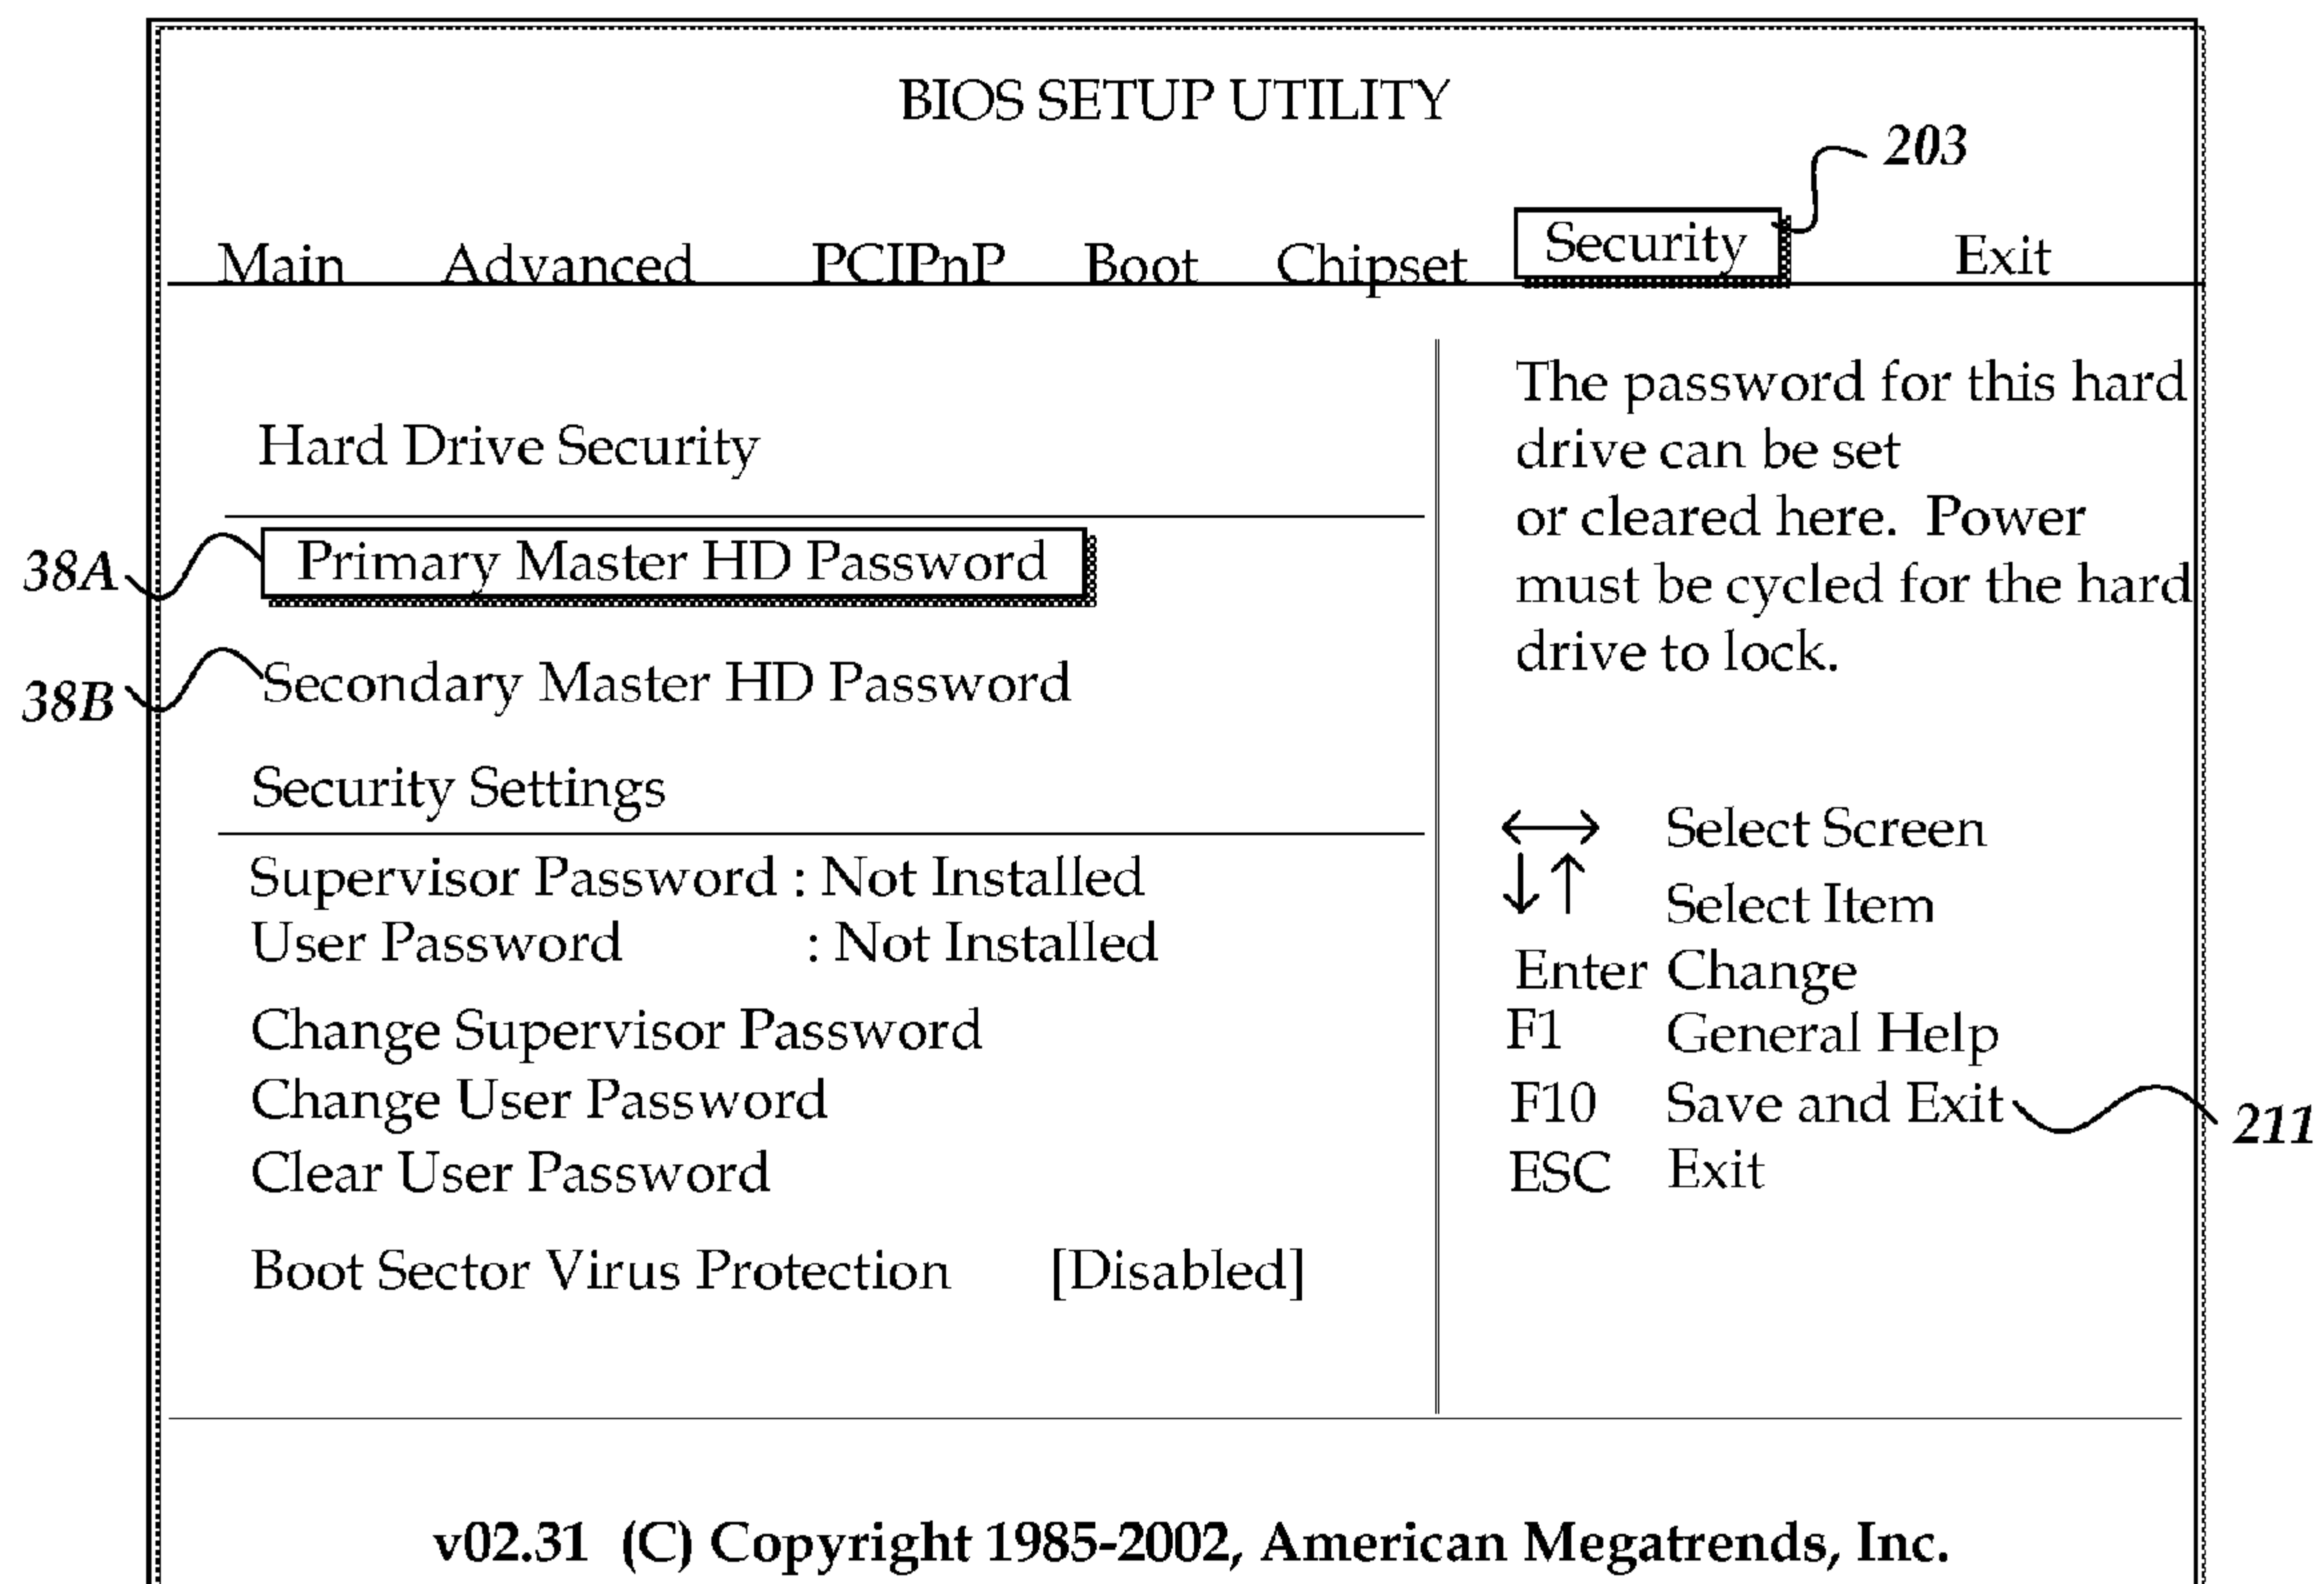 BIOS SETUP UTILITY
203
Main Advanced PCIPnP Boot Chipset Security Exit
Hard Drive Security
38A
Primary Master HD Password
38B
Secondary Master HD Password
Security Settings
Supervisor Password : Not Installed
User Password : Not Installed
Change Supervisor Password
Change User Password
Clear User Password
Boot Sector Virus Protection [Disabled]
The password for this hard
drive can be set
or cleared here. Power
must be cycled for the hard
drive to lock.
Select Screen
Select Item
Enter Change
F1 General Help
F10 Save and Exit
211
ESC Exit
v02.31 (C) Copyright 1985-2002, American Megatrends, Inc.